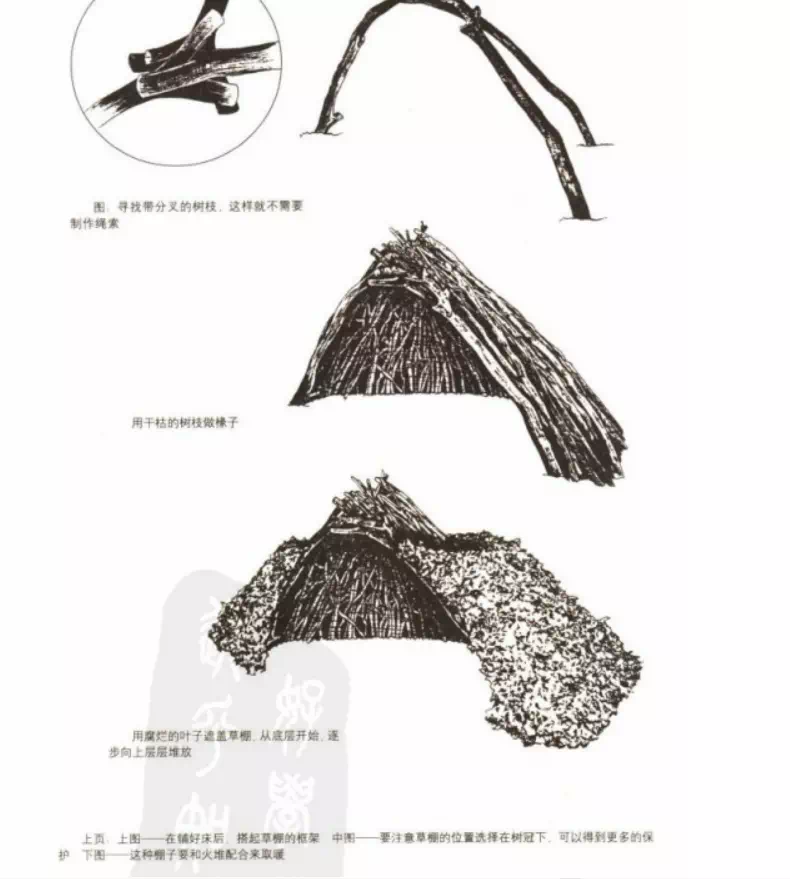 图：寻找带分叉的树枝，这样就不需要
制作绳索
用干枯的树枝做椽子
用腐烂的叶子遮盖草棚，从底层开始，逐
步向上层层堆放
上页：上图——在铺好床后，搭起草棚的框架　中图——要注意草棚的位置选择在树冠下，可以得到更多的保
护　下图——这种棚子要和火堆配合来取暖